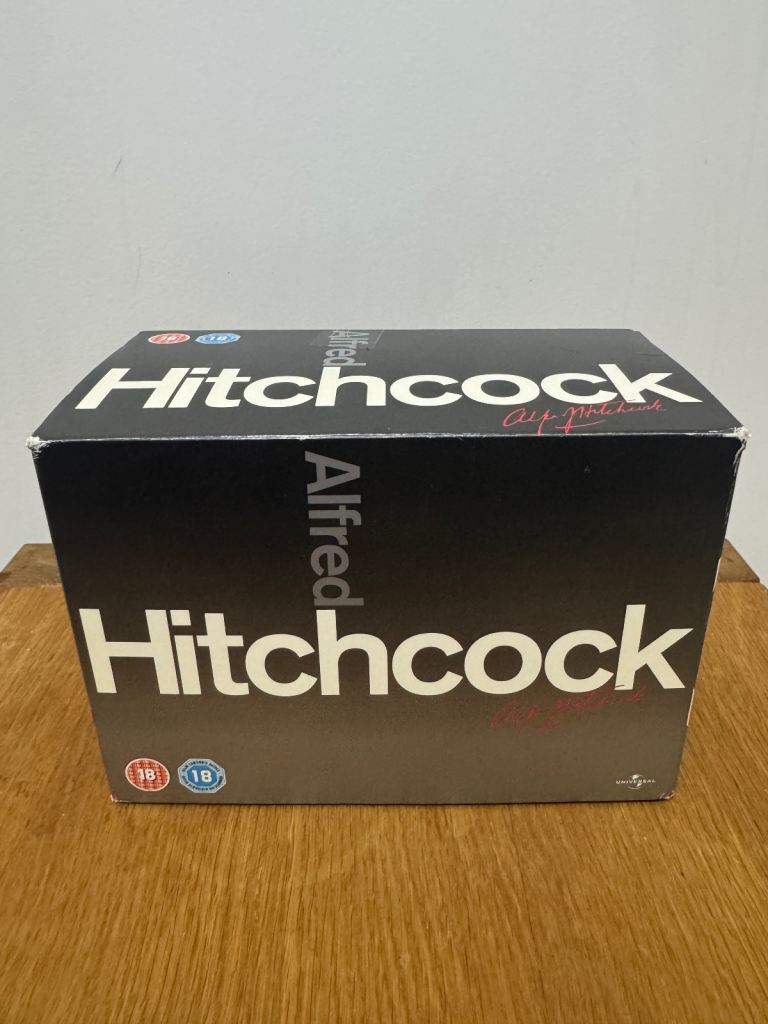 18
18
Alfred
Hitchcock
Alfred
Hitchcock
18
18
UNIVERSAL